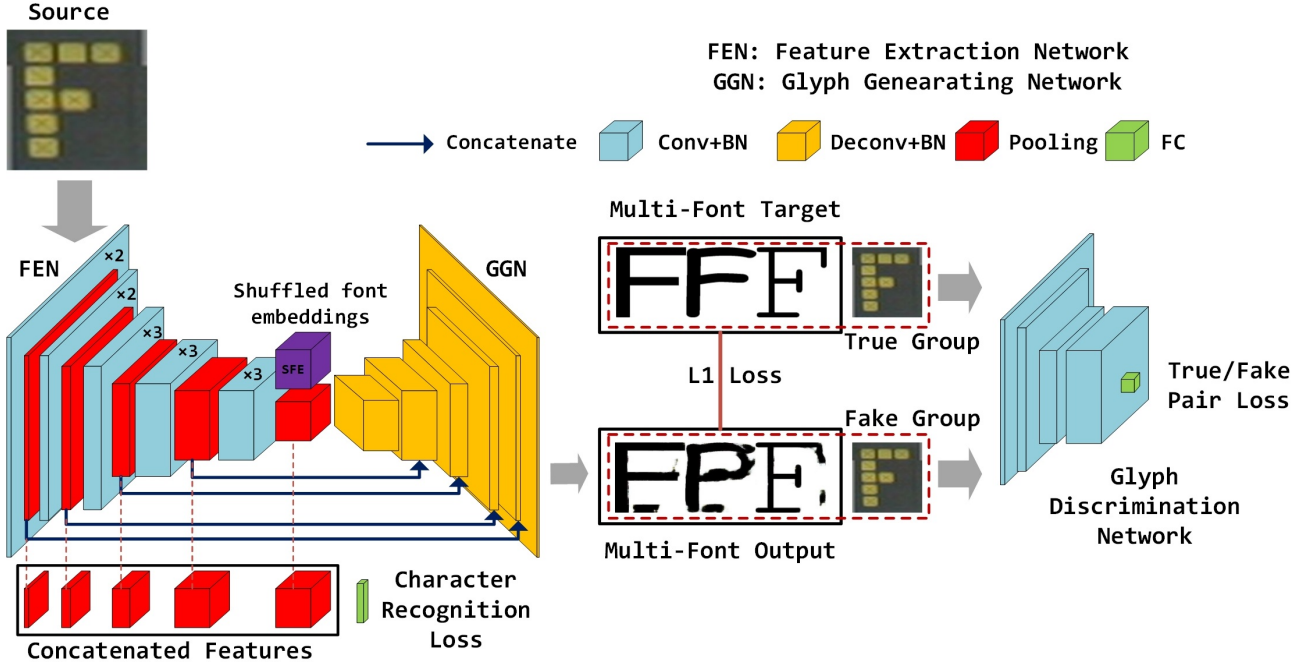 Source
FEN: Feature Extraction Network
GGN: Glyph Genearating Network
Concatenate
Conv+BN
Deconv+BN
Pooling
FC
FEN
×2
×2
×3
×3
×3
Shuffled font
embeddings
SFE
GGN
Multi-Font Target
F F F
True Group
L1 Loss
Fake Group
F P F
Multi-Font Output
True/Fake
Pair Loss
Glyph
Discrimination
Network
Character
Recognition
Loss
Concatenated Features